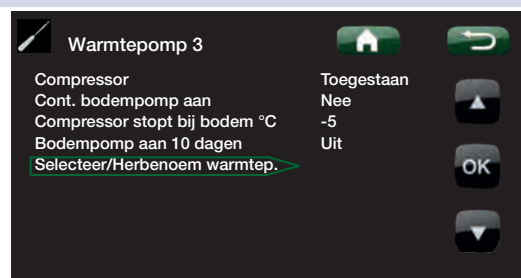 Warmtepomp 3
Compressor Toegestaan
Cont. bodempomp aan Nee
Compressor stopt bij bodem °C -5
Bodempomp aan 10 dagen Uit
Selecteer/Herbenoem warmtep.
OK